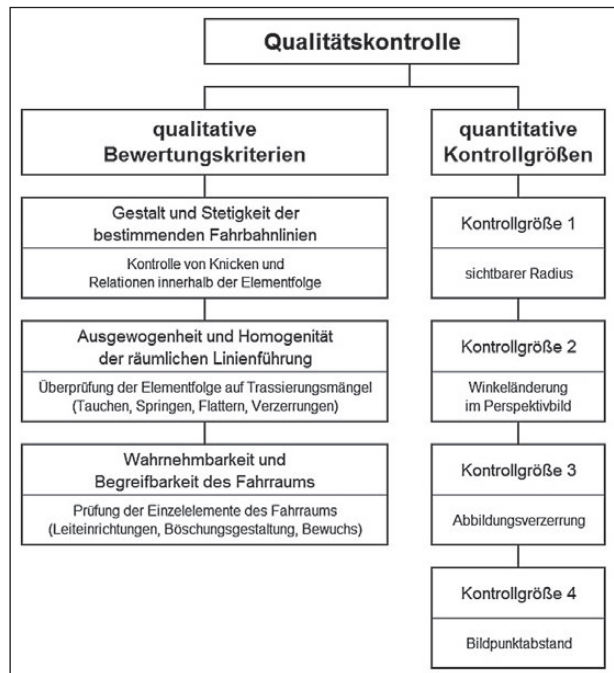 Qualitätskontrolle
qualitative
Bewertungskriterien
Gestalt und Stetigkeit der
bestimmenden Fahrbahnlinien
Kontrolle von Knicken und
Relationen innerhalb der Elementfolge
Ausgewogenheit und Homogenität
der räumlichen Linienführung
Überprüfung der Elementfolge auf Trassierungsmängel
(Tauchen, Springen, Flattern, Verzerrungen)
Wahrnehmbarkeit und
Begreifbarkeit des Fahrraums
Prüfung der Einzelelemente des Fahrraums
(Leiteinrichtungen, Böschungsgestaltung, Bewuchs)
quantitative
Kontrollgrößen
Kontrollgröße 1
sichtbarer Radius
Kontrollgröße 2
Winkeländerung
im Perspektivbild
Kontrollgröße 3
Abbildungsverzerrung
Kontrollgröße 4
Bildpunktabstand